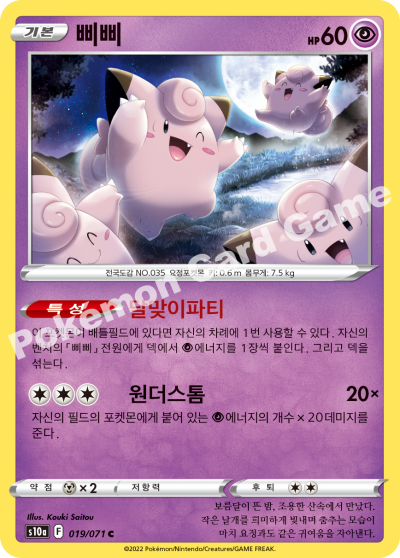 기본 삐삐 HP 60
전국도감 NO.035 요정포켓몬 키: 0.6 m 몸무게: 7.5 kg
Pokémon Card Game
특성 달맞이파티
이 포켓몬이 배틀필드에 있다면 자신의 차례에 1번 사용할 수 있다. 자신의
벤치의 「삐삐」 전원에게 덱에서 에너지를 1장씩 붙인다. 그리고 덱을
섞는다.
원더스톰 20×
자신의 필드의 포켓몬에게 붙어 있는 에너지의 개수 × 20데미지를
준다.
약점 ×2 저항력 후퇴
Illus. Kouki Saitou
s10a F 019/071 C
보름달이 뜬 밤, 조용한 산속에서 만났다.
작은 날개를 희미하게 빛내며 춤추는 모습이
마치 요정과도 같은 귀여움을 자아낸다.
©2022 Pokémon/Nintendo/Creatures/GAME FREAK.